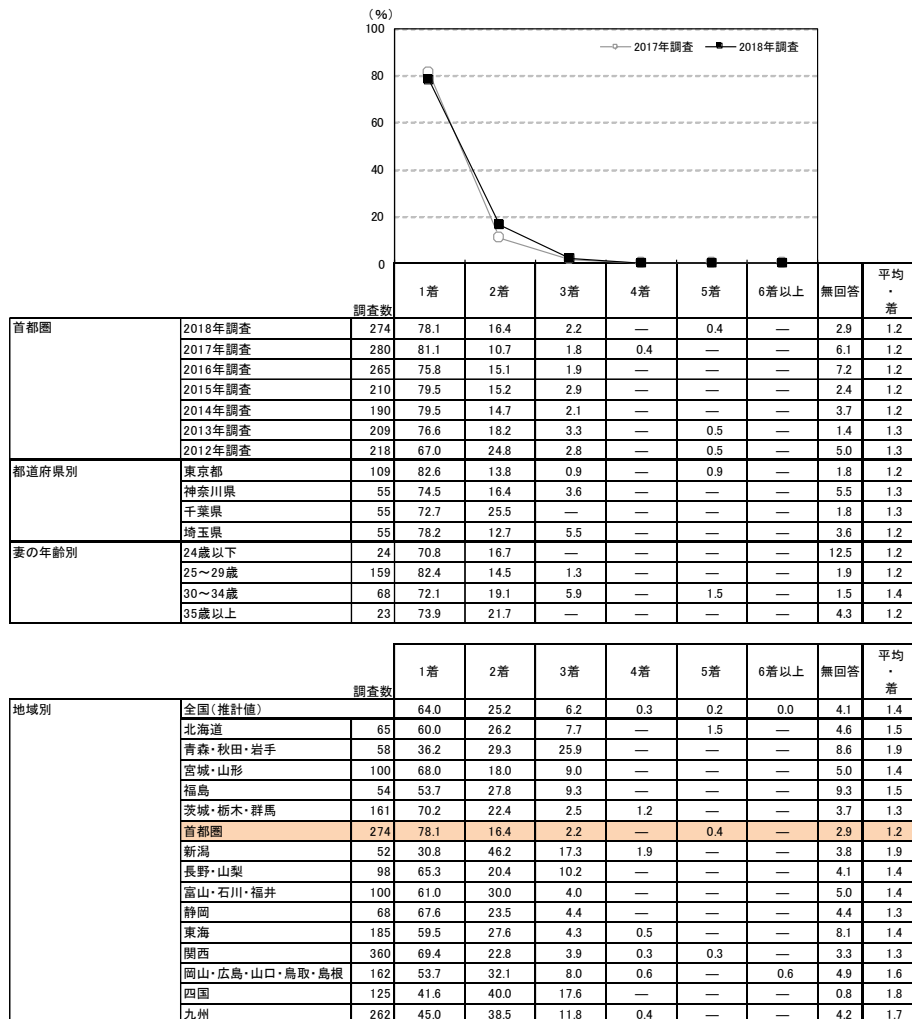 (%)
100
2017年調査 2018年調査
80
60
40
20
0
調査数 1着 2着 3着 4着 5着 6着以上 無回答 平均・着
首都圏 2018年調査 274 78.1 16.4 2.2 — 0.4 — 2.9 1.2
2017年調査 280 81.1 10.7 1.8 0.4 — — 6.1 1.2
2016年調査 265 75.8 15.1 1.9 — — — 7.2 1.2
2015年調査 210 79.5 15.2 2.9 — — — 2.4 1.2
2014年調査 190 79.5 14.7 2.1 — — — 3.7 1.2
2013年調査 209 76.6 18.2 3.3 — 0.5 — 1.4 1.3
2012年調査 218 67.0 24.8 2.8 — 0.5 — 5.0 1.3
都道府県別 東京都 109 82.6 13.8 0.9 — 0.9 — 1.8 1.2
神奈川県 55 74.5 16.4 3.6 — — — 5.5 1.3
千葉県 55 72.7 25.5 — — — — 1.8 1.3
埼玉県 55 78.2 12.7 5.5 — — — 3.6 1.2
妻の年齢別 24歳以下 24 70.8 16.7 — — — — 12.5 1.2
25～29歳 159 82.4 14.5 1.3 — — — 1.9 1.2
30～34歳 68 72.1 19.1 5.9 — 1.5 — 1.5 1.4
35歳以上 23 73.9 21.7 — — — — 4.3 1.2
調査数 1着 2着 3着 4着 5着 6着以上 無回答 平均・着
地域別 全国(推計値) 64.0 25.2 6.2 0.3 0.2 0.0 4.1 1.4
北海道 65 60.0 26.2 7.7 — 1.5 — 4.6 1.5
青森・秋田・岩手 58 36.2 29.3 25.9 — — — 8.6 1.9
宮城・山形 100 68.0 18.0 9.0 — — — 5.0 1.4
福島 54 53.7 27.8 9.3 — — — 9.3 1.5
茨城・栃木・群馬 161 70.2 22.4 2.5 1.2 — — 3.7 1.3
首都圏 274 78.1 16.4 2.2 — 0.4 — 2.9 1.2
新潟 52 30.8 46.2 17.3 1.9 — — 3.8 1.9
長野・山梨 98 65.3 20.4 10.2 — — — 4.1 1.4
富山・石川・福井 100 61.0 30.0 4.0 — — — 5.0 1.4
静岡 68 67.6 23.5 4.4 — — — 4.4 1.3
東海 185 59.5 27.6 4.3 0.5 — — 8.1 1.4
関西 360 69.4 22.8 3.9 0.3 0.3 — 3.3 1.3
岡山・広島・山口・鳥取・島根 162 53.7 32.1 8.0 0.6 — 0.6 4.9 1.6
四国 125 41.6 40.0 17.6 — — — 0.8 1.8
九州 262 45.0 38.5 11.8 0.4 — — 4.2 1.7